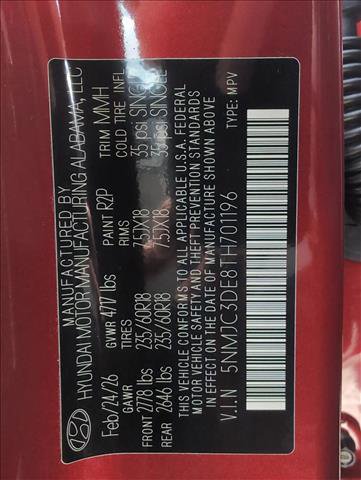 MANUFACTURED BY
HYUNDAI MOTOR MANUFACTURING ALABAMA, LLC
Feb/24/26 GVWR 4717 lbs PAINT R2P TRIM MMH
GAWR TIRES RIMS COLD TIRE INFL
FRONT 2778 lbs 235/60R18 7.5JX18 35 psi SINGLE
REAR 2646 lbs 235/60R18 7.5JX18 35 psi SINGLE
THIS VEHICLE CONFORMS TO ALL APPLICABLE U.S.A. FEDERAL
MOTOR VEHICLE SAFETY AND THEFT PREVENTION STANDARDS
IN EFFECT ON THE DATE OF MANUFACTURE SHOWN ABOVE.
V.I.N 5NMJC3DE8TH701196 TYPE: MPV